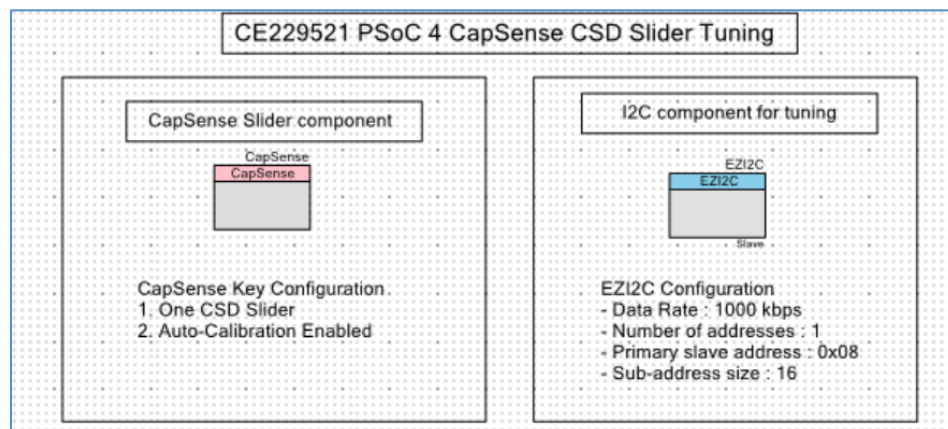 CE229521 PSoC 4 CapSense CSD Slider Tuning
CapSense Slider component
CapSense
CapSense
CapSense Key Configuration
1. One CSD Slider
2. Auto-Calibration Enabled
I2C component for tuning
EZI2C
EZI2C
Slave
EZI2C Configuration
- Data Rate : 1000 kbps
- Number of addresses : 1
- Primary slave address : 0x08
- Sub-address size : 16